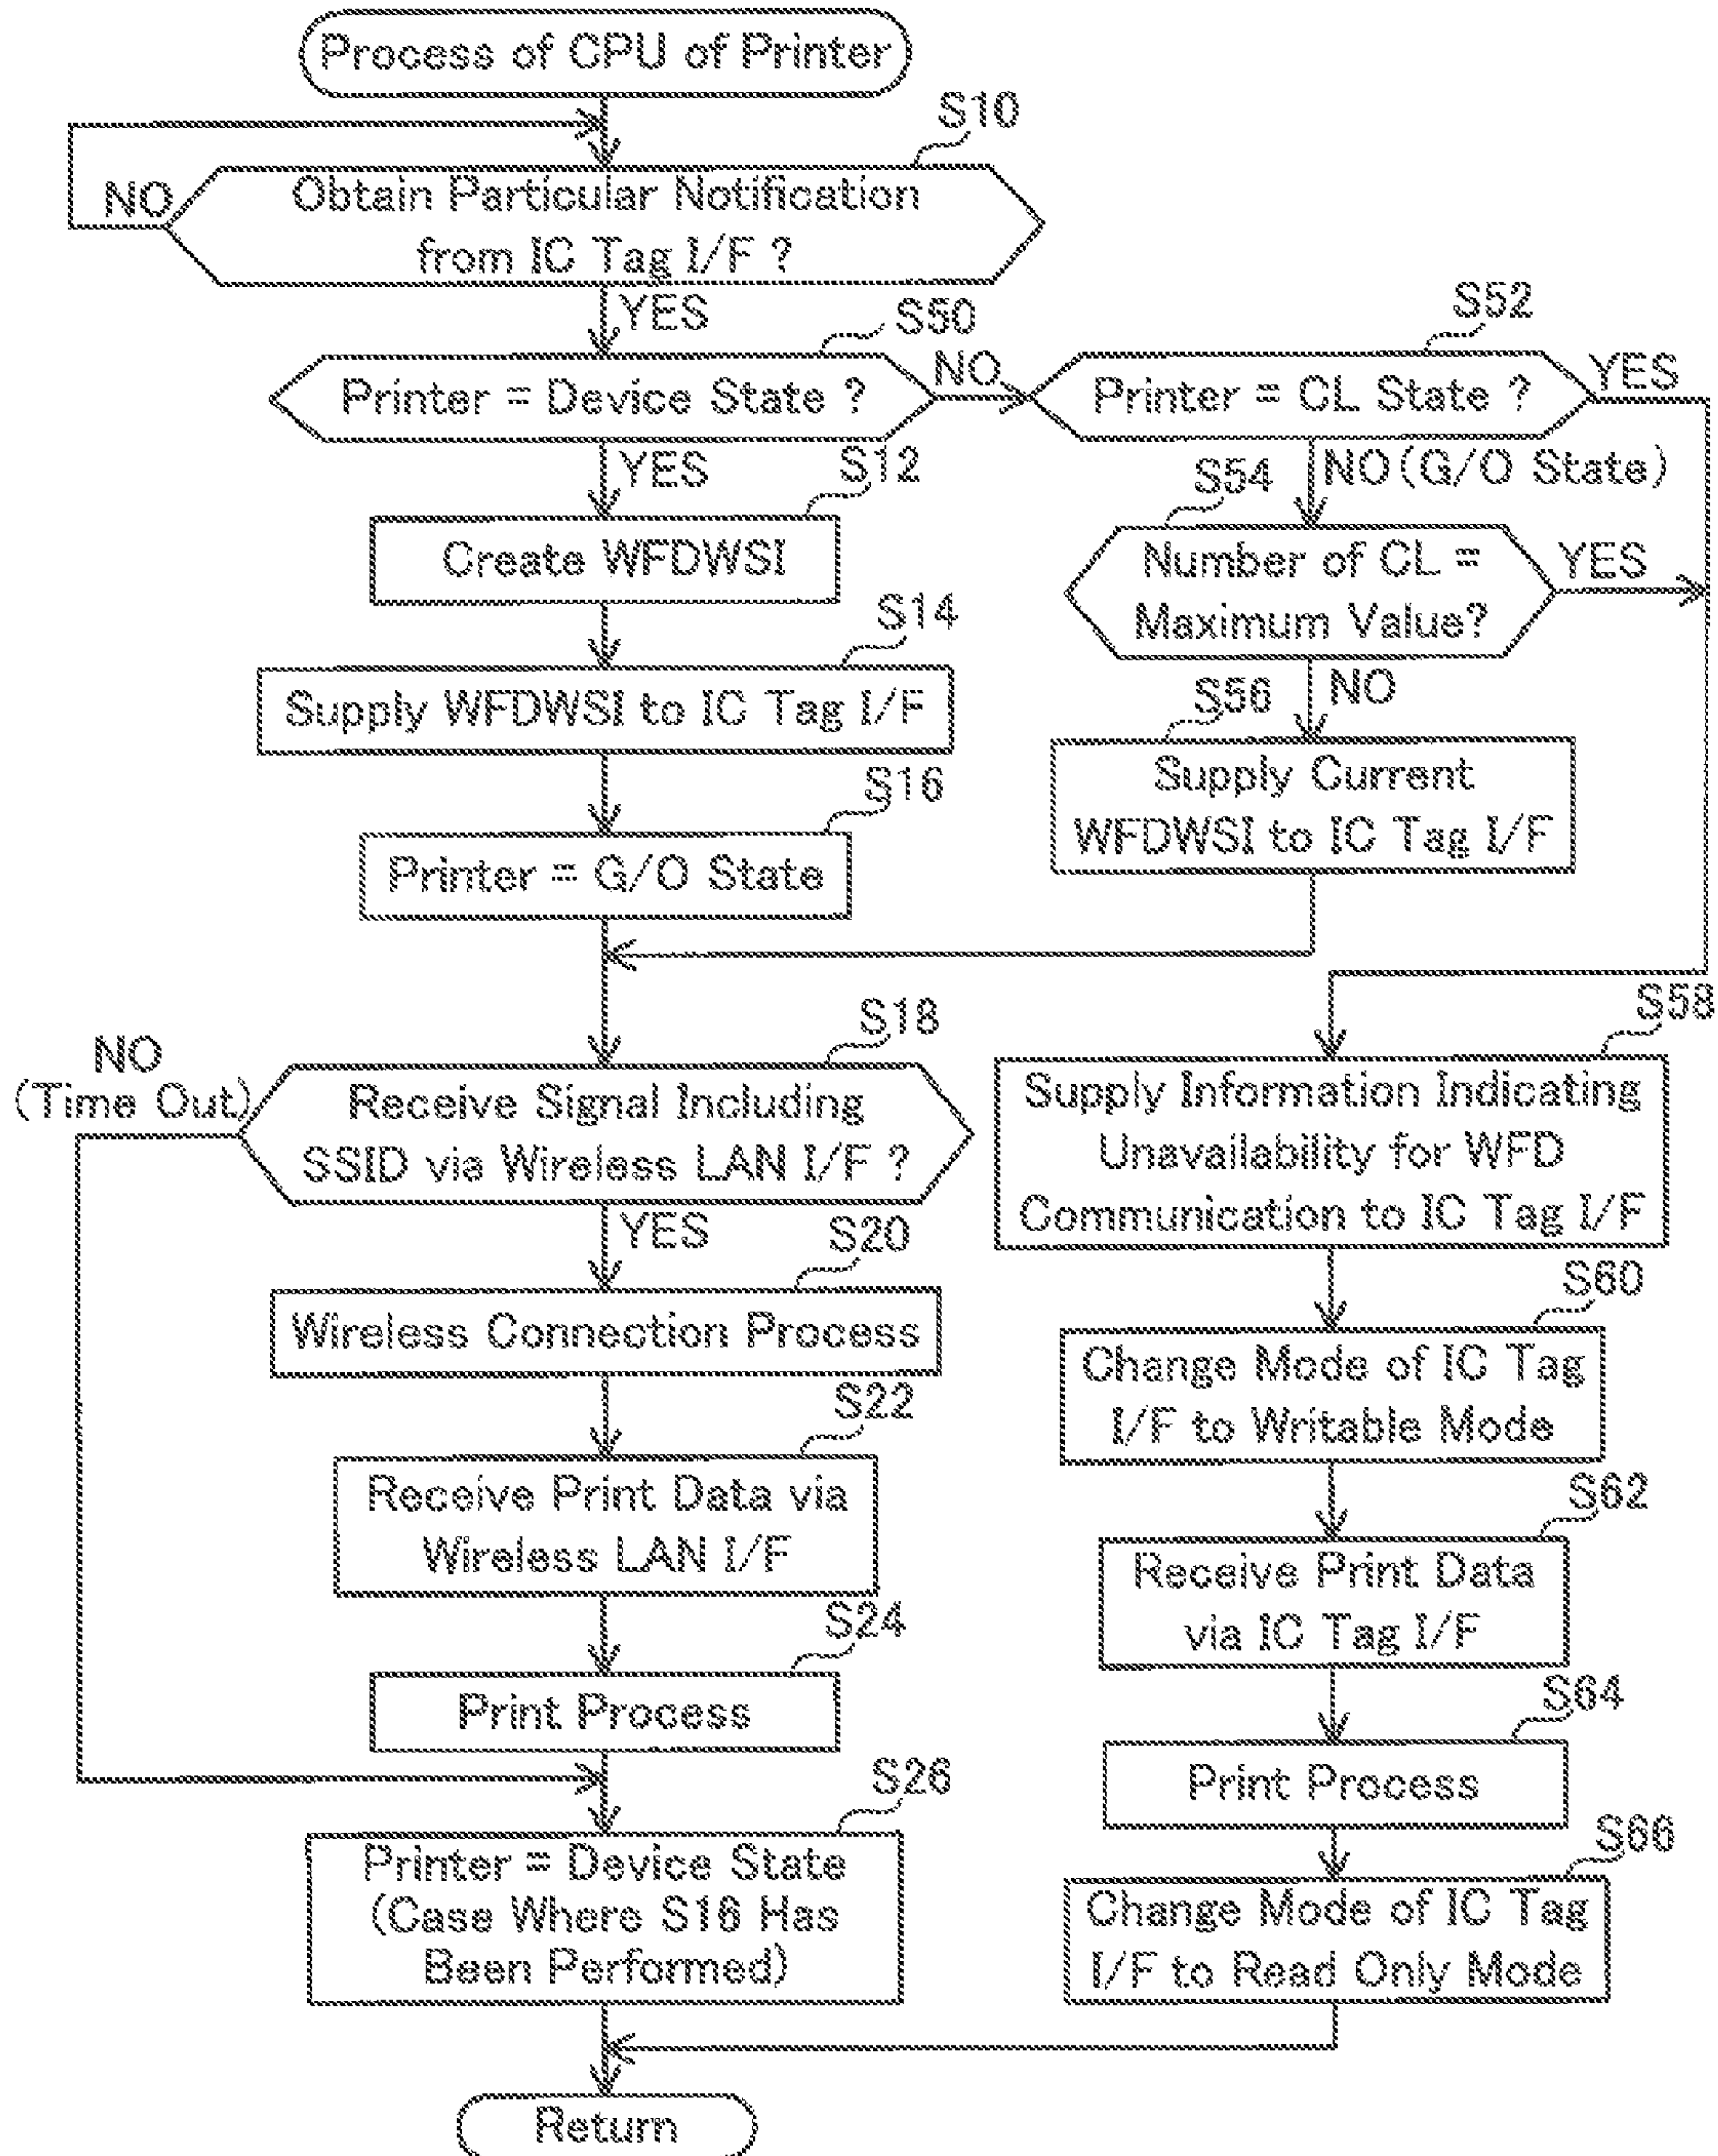 Process of CPU of Printer
S10
NO
Obtain Particular Notification
from IC Tag I/F ?
YES
S50
S52
Printer = Device State ?
NO
Printer = CL State ?
YES
YES
S12
NO(G/O State)
S54
Create WFDWSI
Number of CL =
Maximum Value?
YES
S14
Supply WFDWSI to IC Tag I/F
NO
S56
S16
Supply Current
WFDWSI to IC Tag I/F
Printer = G/O State
S18
S58
NO
(Time Out)
Receive Signal Including
SSID via Wireless LAN I/F ?
Supply Information Indicating
Unavailability for WFD
Communication to IC Tag I/F
YES
S20
S60
Wireless Connection Process
Change Mode of IC Tag
I/F to Writable Mode
S22
S62
Receive Print Data via
Wireless LAN I/F
Receive Print Data
via IC Tag I/F
S24
S64
Print Process
Print Process
S26
S66
Printer = Device State
(Case Where S16 Has
Been Performed)
Change Mode of IC Tag
I/F to Read Only Mode
Return